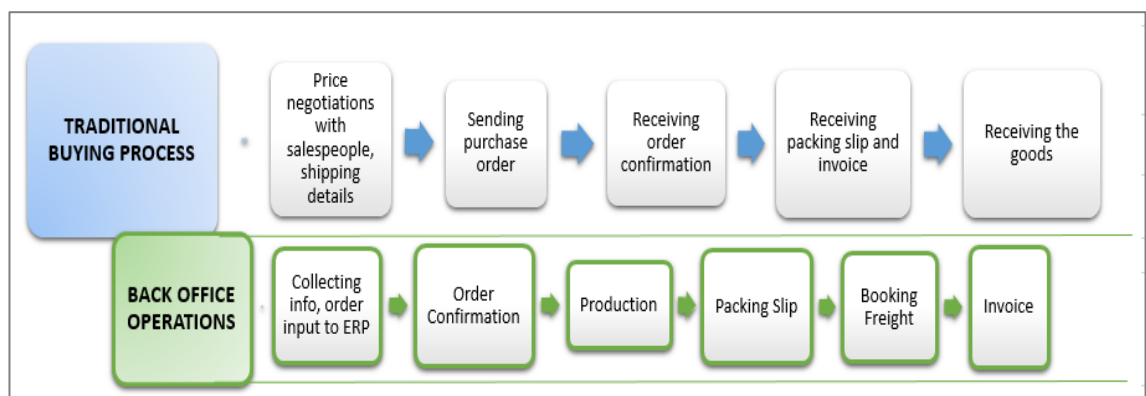 TRADITIONAL
BUYING PROCESS
Price
negotiations
with
salespeople,
shipping
details
Sending
purchase
order
Receiving
order
confirmation
Receiving
packing slip and
invoice
Receiving the
goods
BACK OFFICE
OPERATIONS
Collecting
info, order
input to ERP
Order
Confirmation
Production
Packing Slip
Booking
Freight
Invoice